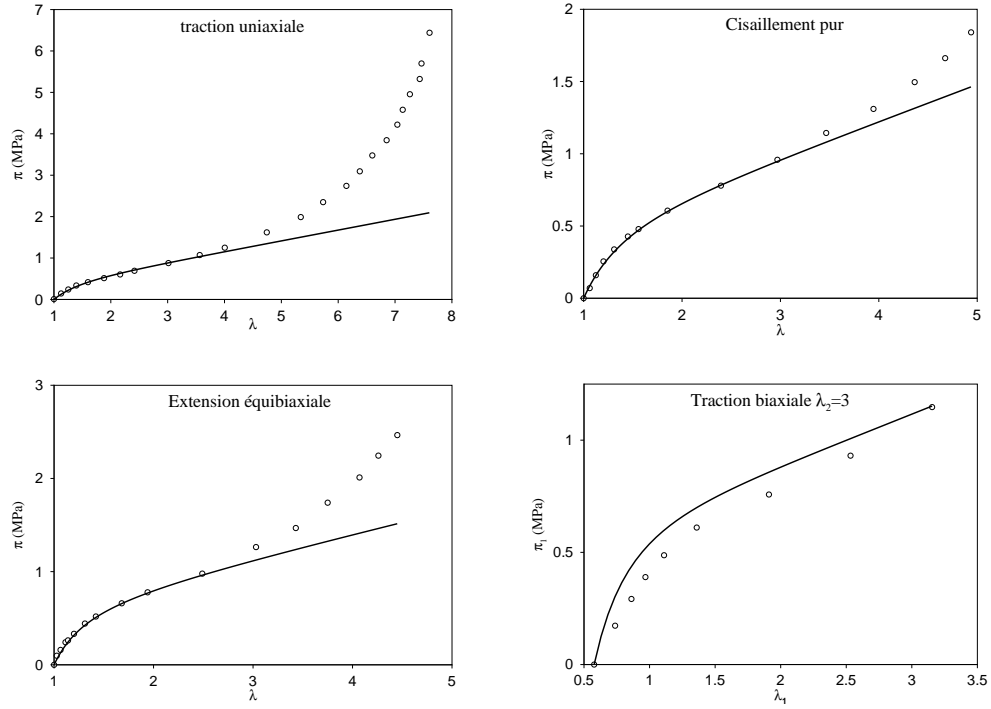 traction uniaxiale
π (MPa)
7
6
5
4
3
2
1
0
1 2 3 4 5 6 7 8
λ
Cisaillement pur
π (MPa)
2
1.5
1
0.5
0
1 2 3 4 5
λ
Extension équibiaxiale
π (MPa)
3
2
1
0
1 2 3 4 5
λ
Traction biaxiale λ₂=3
π₁ (MPa)
1
0.5
0
0.5 1 1.5 2 2.5 3 3.5
λ₁